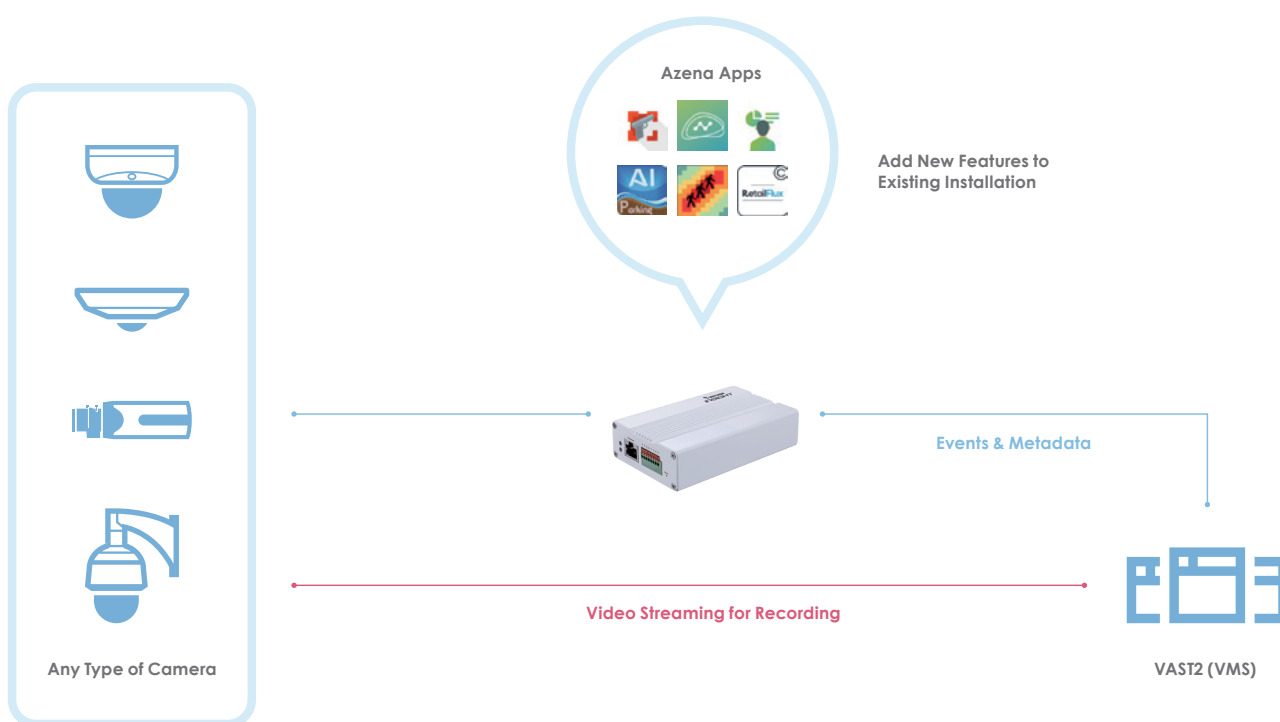 Azena Apps
Add New Features to
Existing Installation
AI
Parking
C
RetailFlux
Events & Metadata
Video Streaming for Recording
Any Type of Camera
VAST2 (VMS)